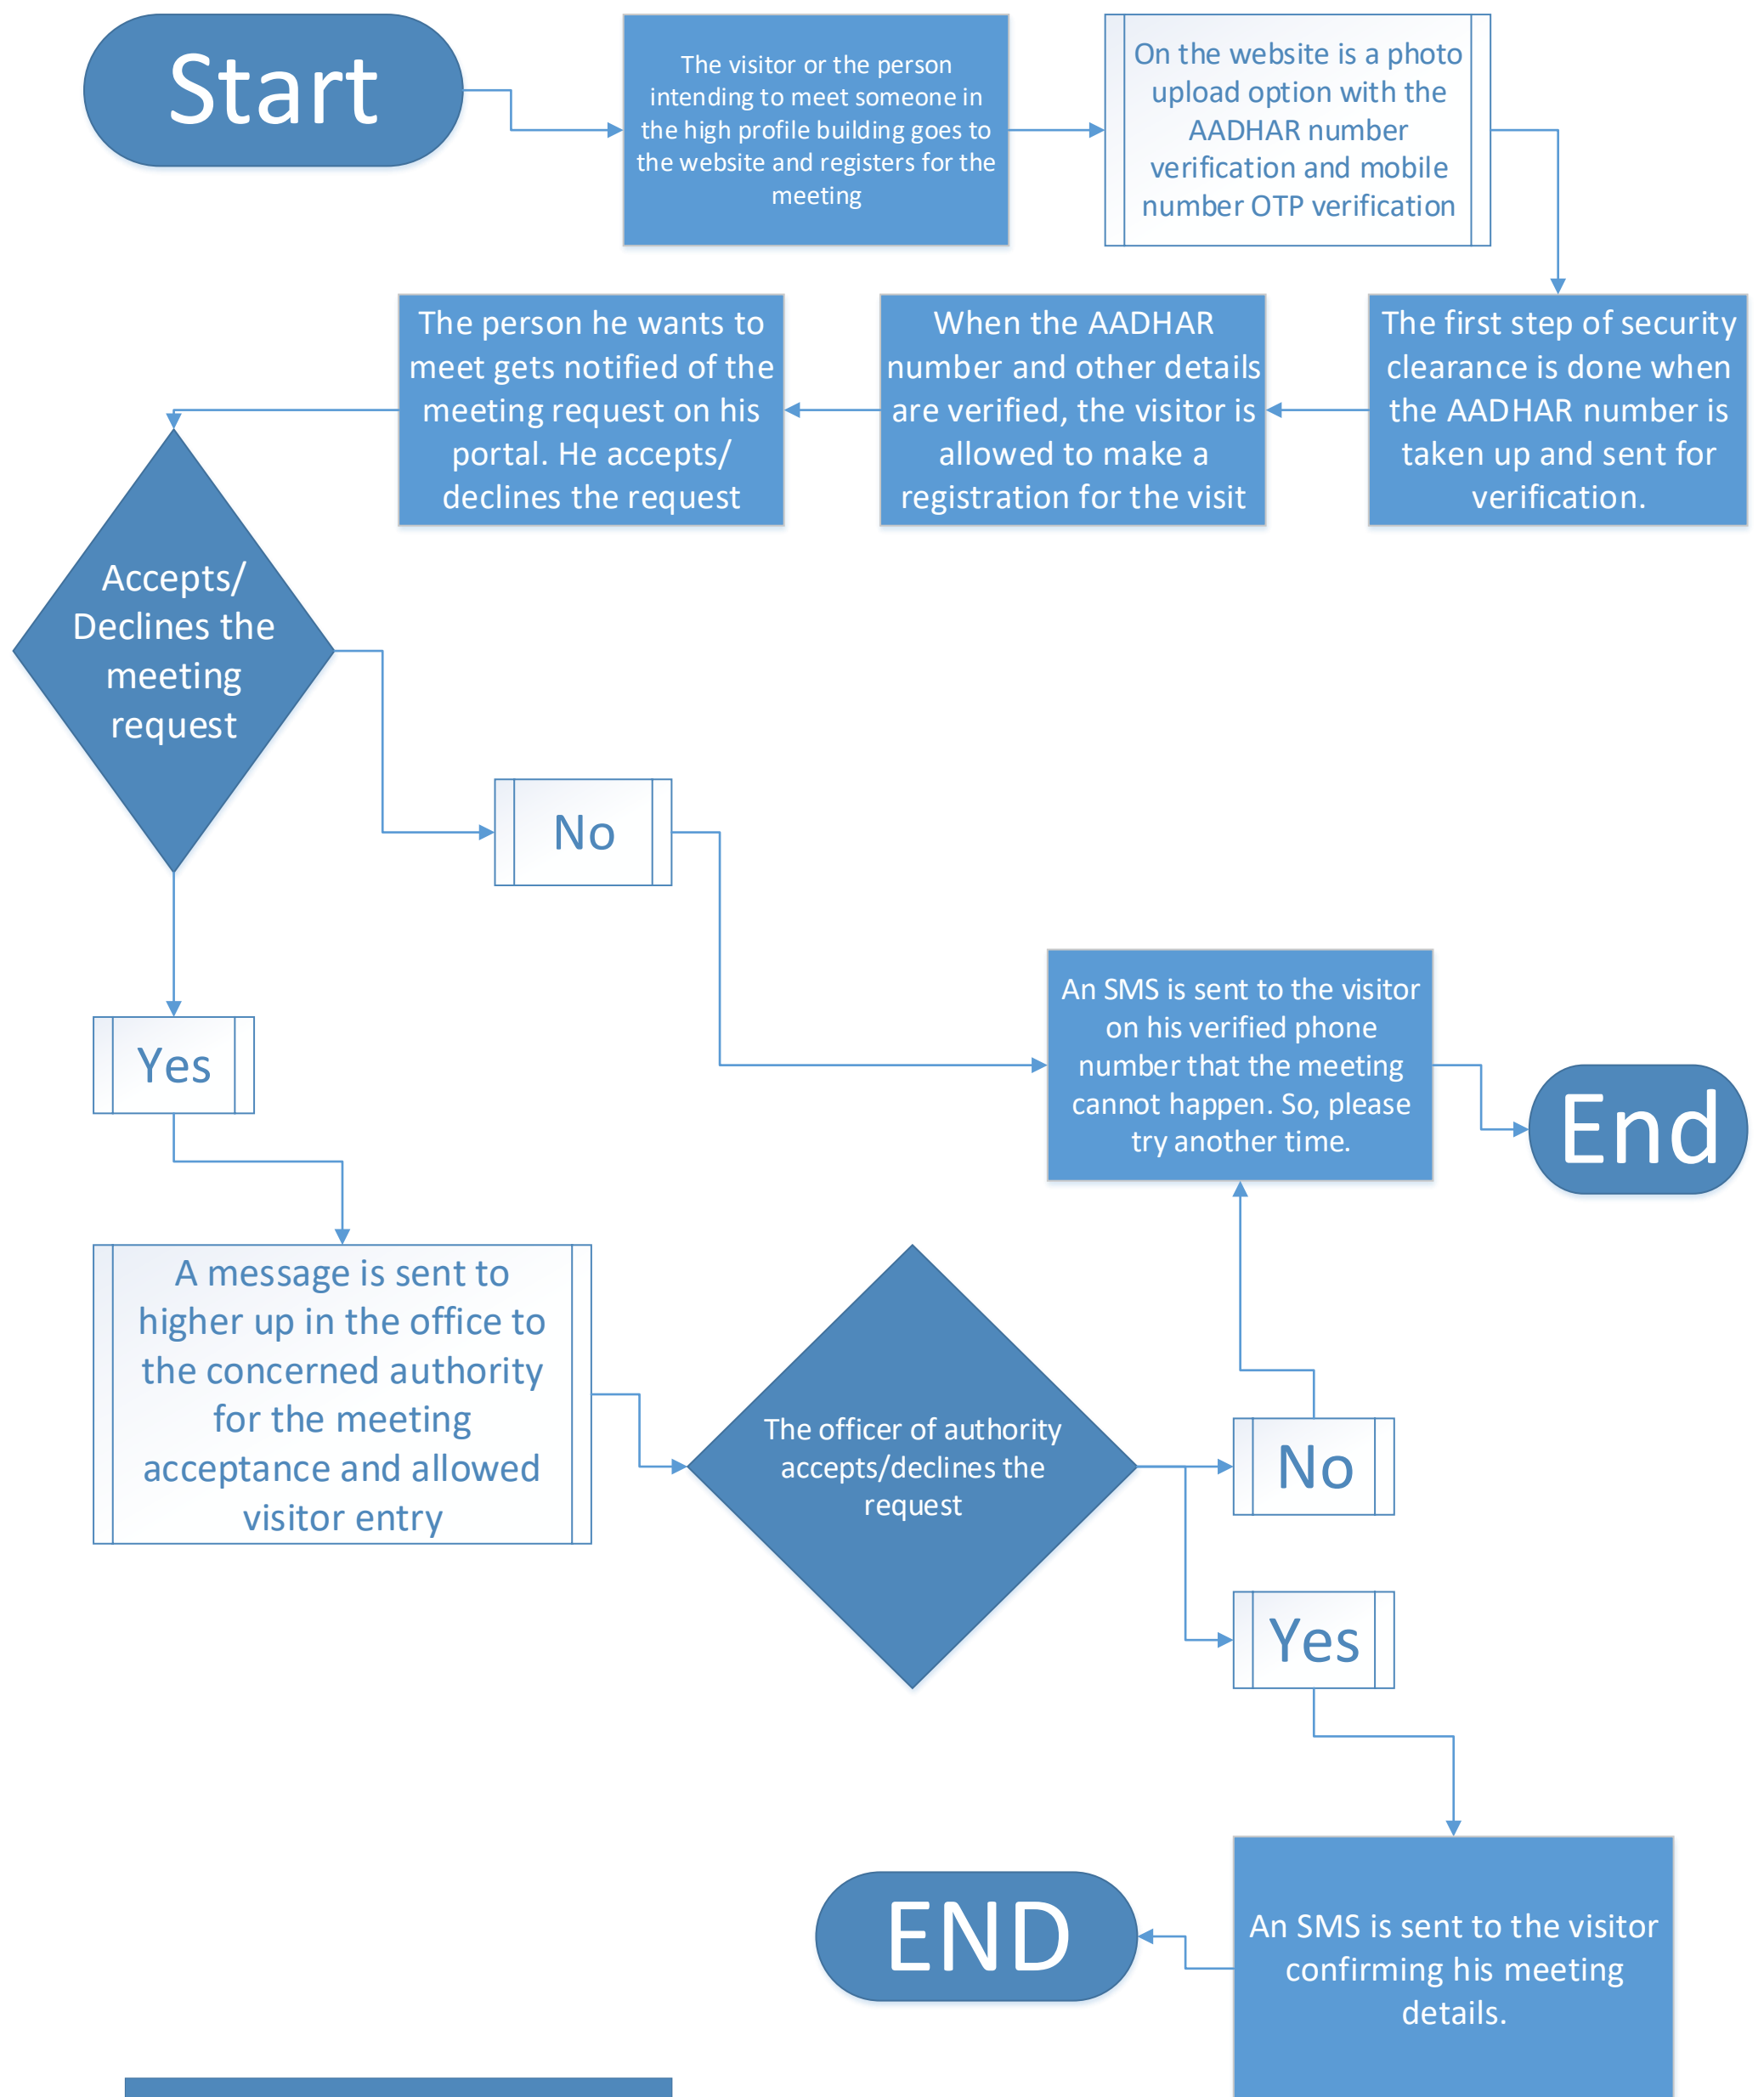 Start
The visitor or the person
intending to meet someone in
the high profile building goes to
the website and registers for the
meeting
On the website is a photo
upload option with the
AADHAR number
verification and mobile
number OTP verification
The first step of security
clearance is done when
the AADHAR number is
taken up and sent for
verification.
When the AADHAR
number and other details
are verified, the visitor is
allowed to make a
registration for the visit
The person he wants to
meet gets notified of the
meeting request on his
portal. He accepts/
declines the request
Accepts/
Declines the
meeting
request
No
Yes
An SMS is sent to the visitor
on his verified phone
number that the meeting
cannot happen. So, please
try another time.
End
A message is sent to
higher up in the office to
the concerned authority
for the meeting
acceptance and allowed
visitor entry
The officer of authority
accepts/declines the
request
No
Yes
An SMS is sent to the visitor
confirming his meeting
details.
END